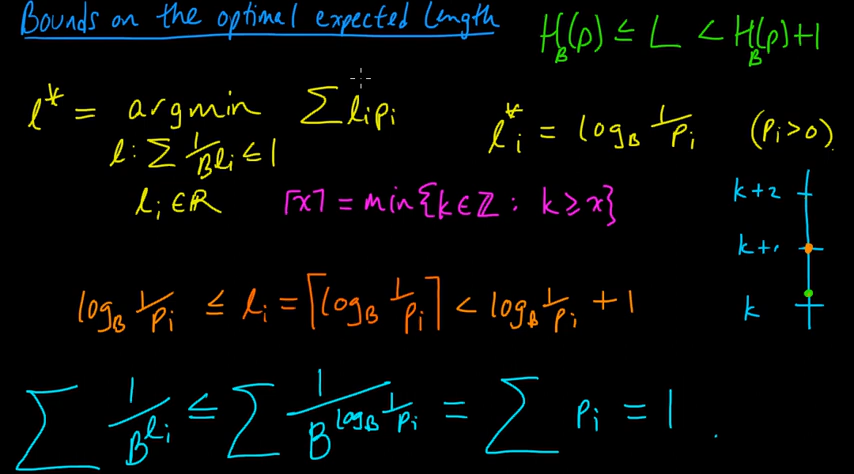 Bounds on the optimal expected length
H_B(p) ≤ L < H_B(p)+1
l* = argmin ∑ l_i p_i
l: ∑ 1/B^{l_i} ≤ 1
l_i ∈ ℝ
l*_i = log_B 1/p_i (p_i>0).
⌈x⌉ = min{k∈ℤ : k ≥ x}
k+2
k+1
k
log_B 1/p_i ≤ l_i = ⌈log_B 1/p_i⌉ < log_B 1/p_i + 1
∑ 1/B^{l_i} ≤ ∑ 1/B^{log_B 1/p_i} = ∑ p_i = 1 .